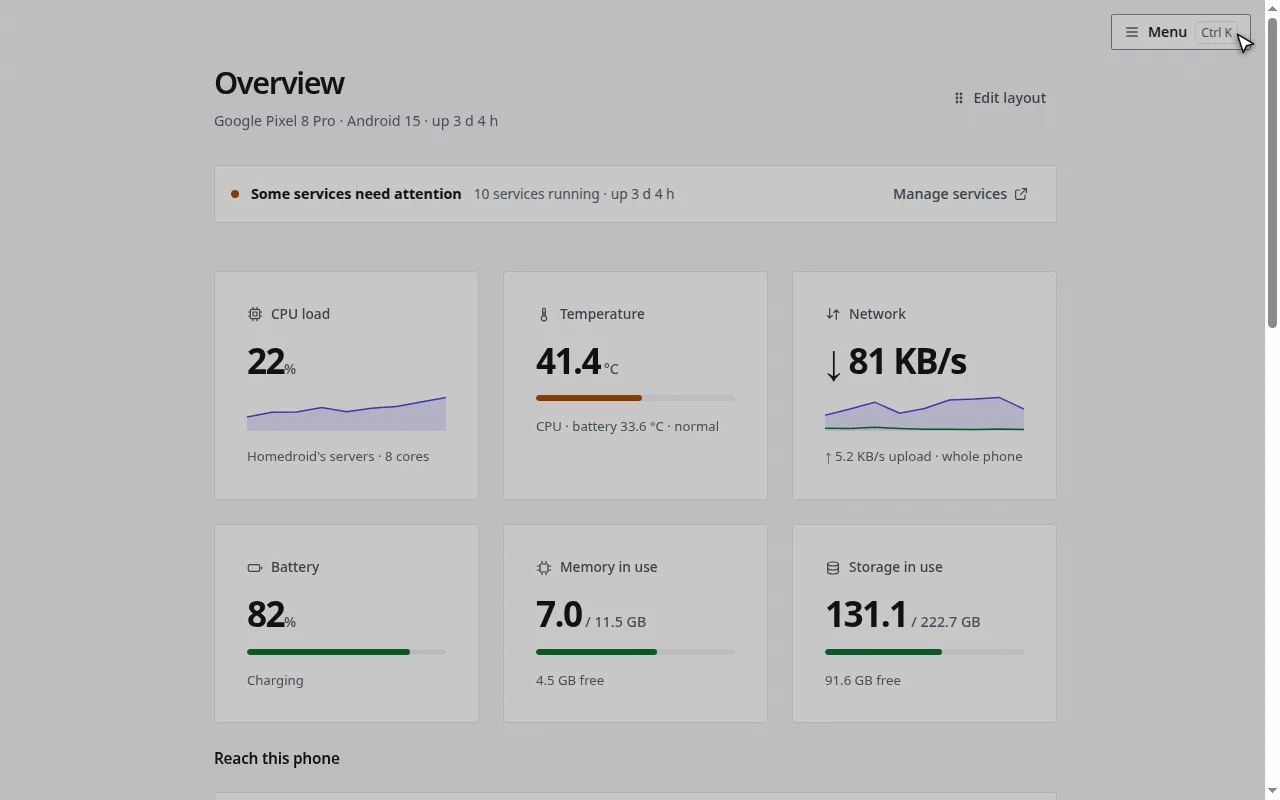 Menu Ctrl K
Overview
Edit layout
Google Pixel 8 Pro · Android 15 · up 3 d 4 h
Some services need attention 10 services running · up 3 d 4 h Manage services
CPU load
22%
Homedroid's servers · 8 cores
Temperature
41.4 °C
CPU · battery 33.6 °C · normal
Network
↓ 81 KB/s
↑ 5.2 KB/s upload · whole phone
Battery
82%
Charging
Memory in use
7.0 / 11.5 GB
4.5 GB free
Storage in use
131.1 / 222.7 GB
91.6 GB free
Reach this phone